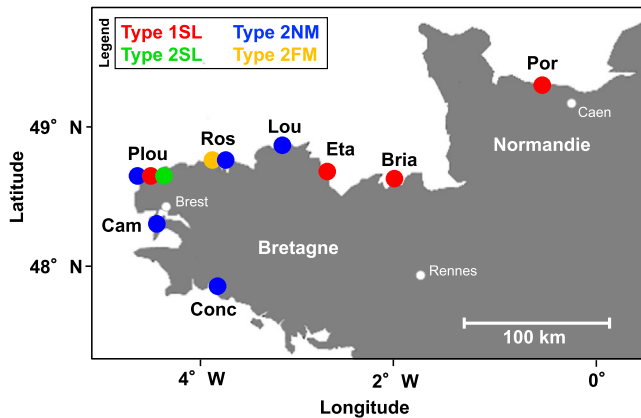 Legend
Type 1SL Type 2NM
Type 2SL Type 2FM
Por
Caen
Normandie
49° N
Lou
Ros
Eta
Bria
Plou
Brest
Cam
Bretagne
48° N
Rennes
Conc
100 km
4° W 2° W 0°
Longitude
Latitude